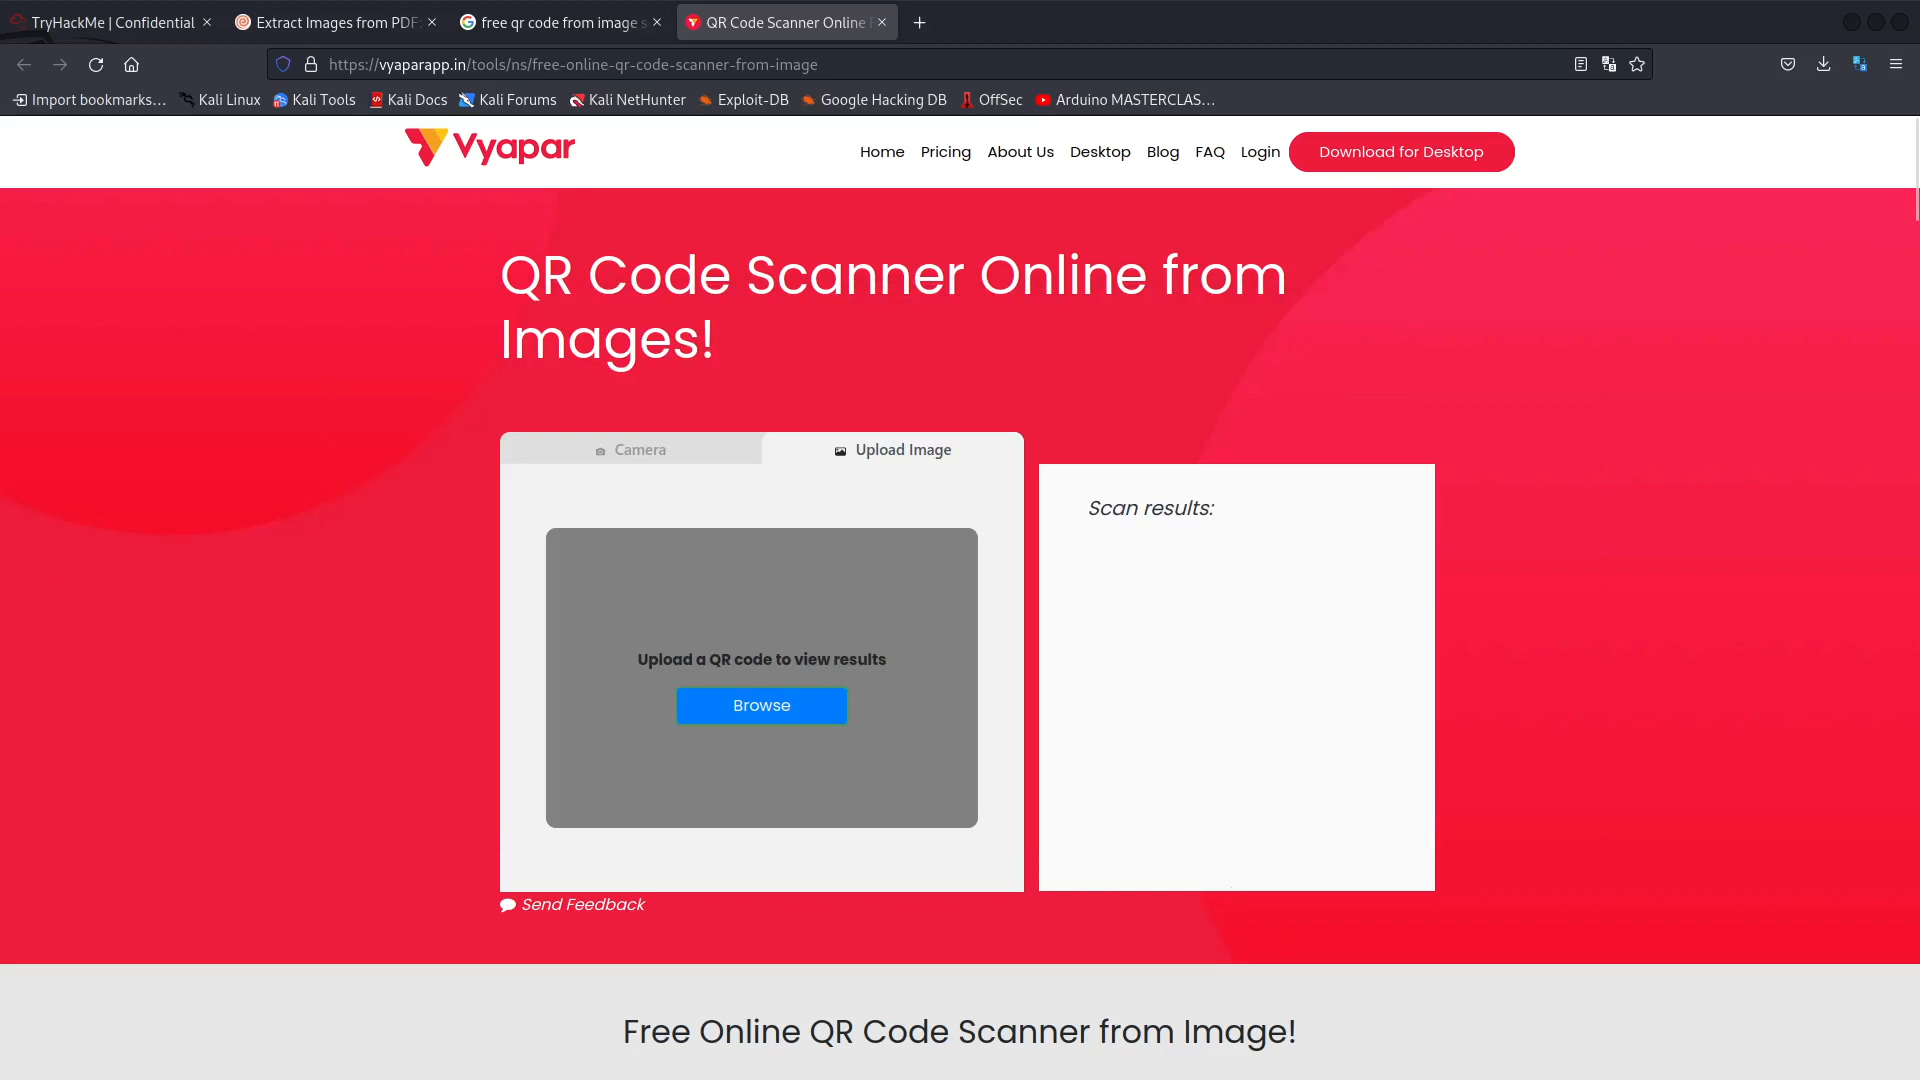 TryHackMe | Confidential
Extract Images from PDF
free qr code from image s
QR Code Scanner Online F
https://vyaparapp.in/tools/ns/free-online-qr-code-scanner-from-image
Import bookmarks...
Kali Linux
Kali Tools
Kali Docs
Kali Forums
Kali NetHunter
Exploit-DB
Google Hacking DB
OffSec
Arduino MASTERCLAS...
Vyapar
Home
Pricing
About Us
Desktop
Blog
FAQ
Login
Download for Desktop
QR Code Scanner Online from
Images!
Camera
Upload Image
Scan results:
Upload a QR code to view results
Browse
Send Feedback
Free Online QR Code Scanner from Image!